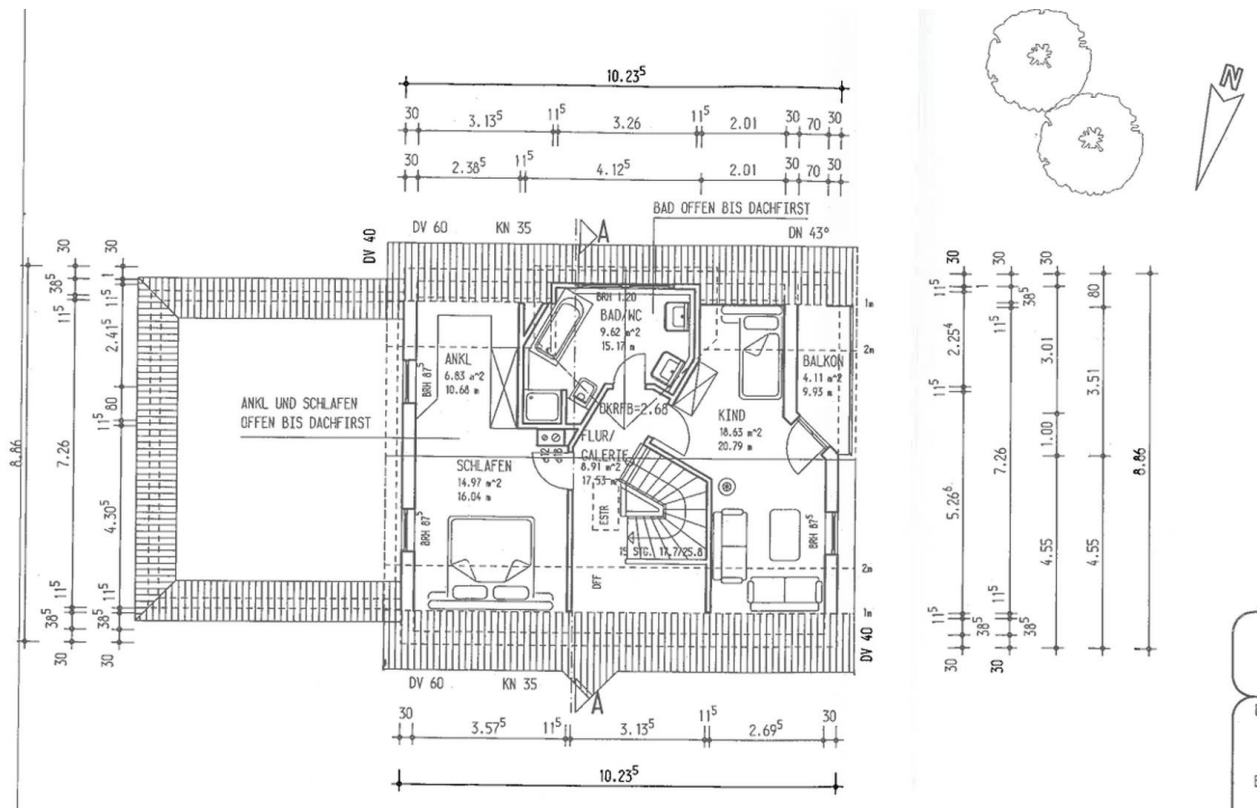 10.23⁵
30 3.13⁵ 11⁵ 3.26 11⁵ 2.01 30 70 30
30 2.38⁵ 11⁵ 4.12⁵ 2.01 30 70 30
N
BAD OFFEN BIS DACHFIRST
DV 60 KN 35 A DN 43°
DV 40
1m
2m
BRH 1.20
BAD/WC
9.62 m^2
15.17 m
ANKL
6.83 m^2
10.68 m
BRH 87⁵
BALKON
4.11 m^2
9.93 m
OKRFB=2.68
KIND
18.63 m^2
20.79 m
ANKL UND SCHLAFEN
OFFEN BIS DACHFIRST
FLUR/
GALERIE
8.91 m^2
17.53 m
SCHLAFEN
14.97 m^2
16.04 m
d12
d18
ESTR
BRH 87⁵
BRH 87⁵
15 STG. 17.7/25.8
DFF
2m
1m
DV 40
DV 60 KN 35 A
30 3.57⁵ 11⁵ 3.13⁵ 11⁵ 2.69⁵ 30
10.23⁵
30 8.86 30
30 38⁵ 11⁵ 7.26 11⁵ 38⁵ 30
30 1 2.41⁵ 80 11⁵ 4.30⁵ 11⁵ 38⁵ 30
11⁵ 2.25⁴ 11⁵ 5.26⁶ 11⁵ 38⁵ 30
30 1 38⁵ 11⁵ 7.26 11⁵ 38⁵ 30
3.01 1.00 4.55
80 3.51 4.55
8.86